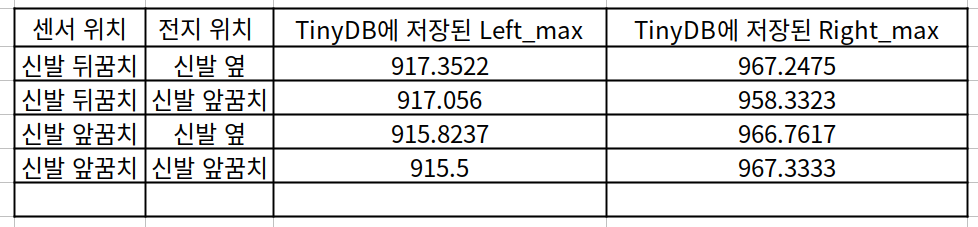 센서 위치 전지 위치 TinyDB에 저장된 Left_max TinyDB에 저장된 Right_max
신발 뒤꿈치 신발 옆 917.3522 967.2475
신발 뒤꿈치 신발 앞꿈치 917.056 958.3323
신발 앞꿈치 신발 옆 915.8237 966.7617
신발 앞꿈치 신발 앞꿈치 915.5 967.3333